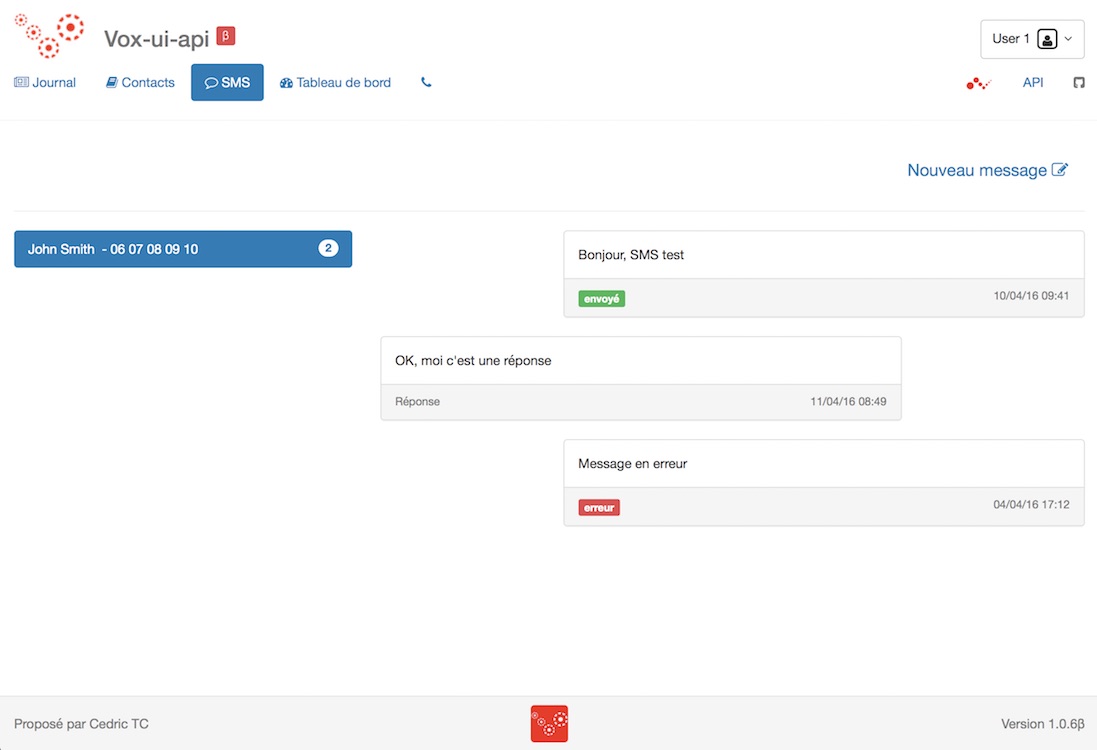 Vox-ui-api β
User 1
Journal
Contacts
SMS
Tableau de bord
API
Nouveau message
John Smith - 06 07 08 09 10
2
Bonjour, SMS test
envoyé
10/04/16 09:41
OK, moi c'est une réponse
Réponse
11/04/16 08:49
Message en erreur
erreur
04/04/16 17:12
Proposé par Cedric TC
Version 1.0.6β